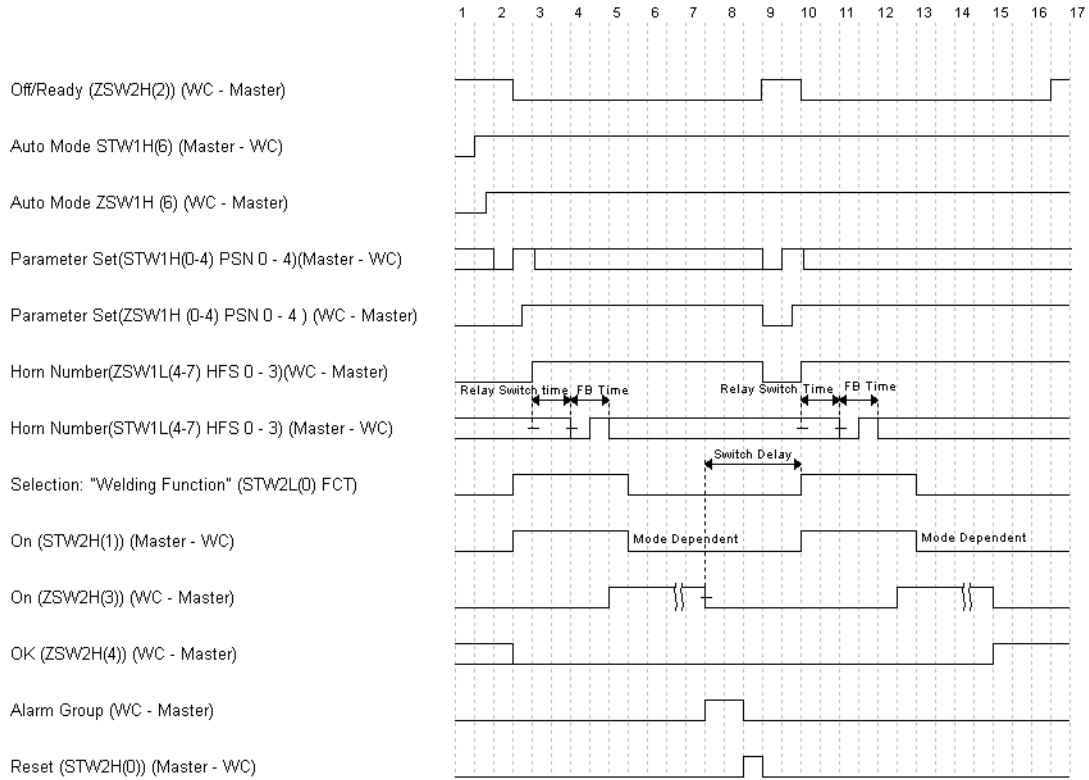 1 2 3 4 5 6 7 8 9 10 11 12 13 14 15 16 17
Off/Ready (ZSW2H(2)) (WC - Master)
Auto Mode STW1H(6) (Master - WC)
Auto Mode ZSW1H (6) (WC - Master)
Parameter Set(STW1H(0-4) PSN 0 - 4)(Master - WC)
Parameter Set(ZSW1H (0-4) PSN 0 - 4 ) (WC - Master)
Horn Number(ZSW1L(4-7) HFS 0 - 3)(WC - Master)
Relay Switch time FB Time Relay Switch Time FB Time
Horn Number(STW1L(4-7) HFS 0 - 3) (Master - WC)
Switch Delay
Selection: "Welding Function" (STW2L(0) FCT)
On (STW2H(1)) (Master - WC) Mode Dependent Mode Dependent
On (ZSW2H(3)) (WC - Master)
OK (ZSW2H(4)) (WC - Master)
Alarm Group (WC - Master)
Reset (STW2H(0)) (Master - WC)